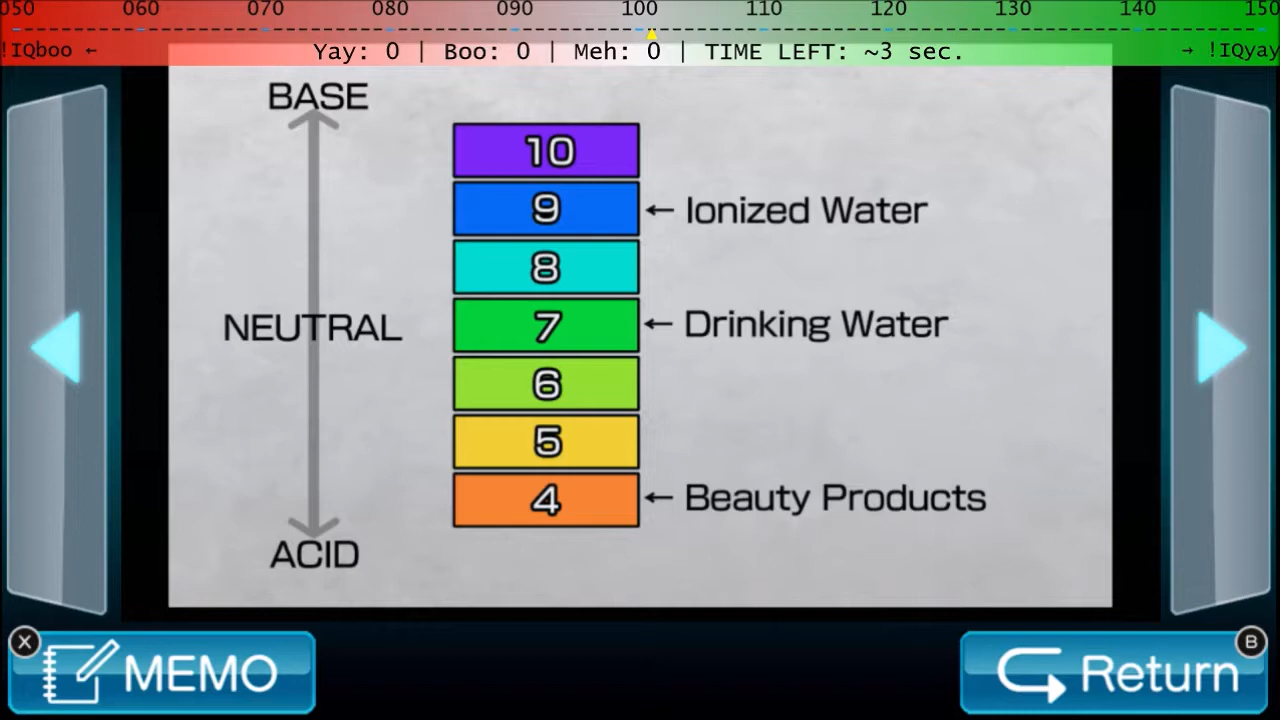 050 060 070 080 090 100 110 120 130 140 150
!IQboo ← Yay: 0 | Boo: 0 | Meh: 0 | TIME LEFT: ~3 sec. → !IQyay
BASE
10
9 ← Ionized Water
8
NEUTRAL 7 ← Drinking Water
6
5
4 ← Beauty Products
ACID
X MEMO
B Return